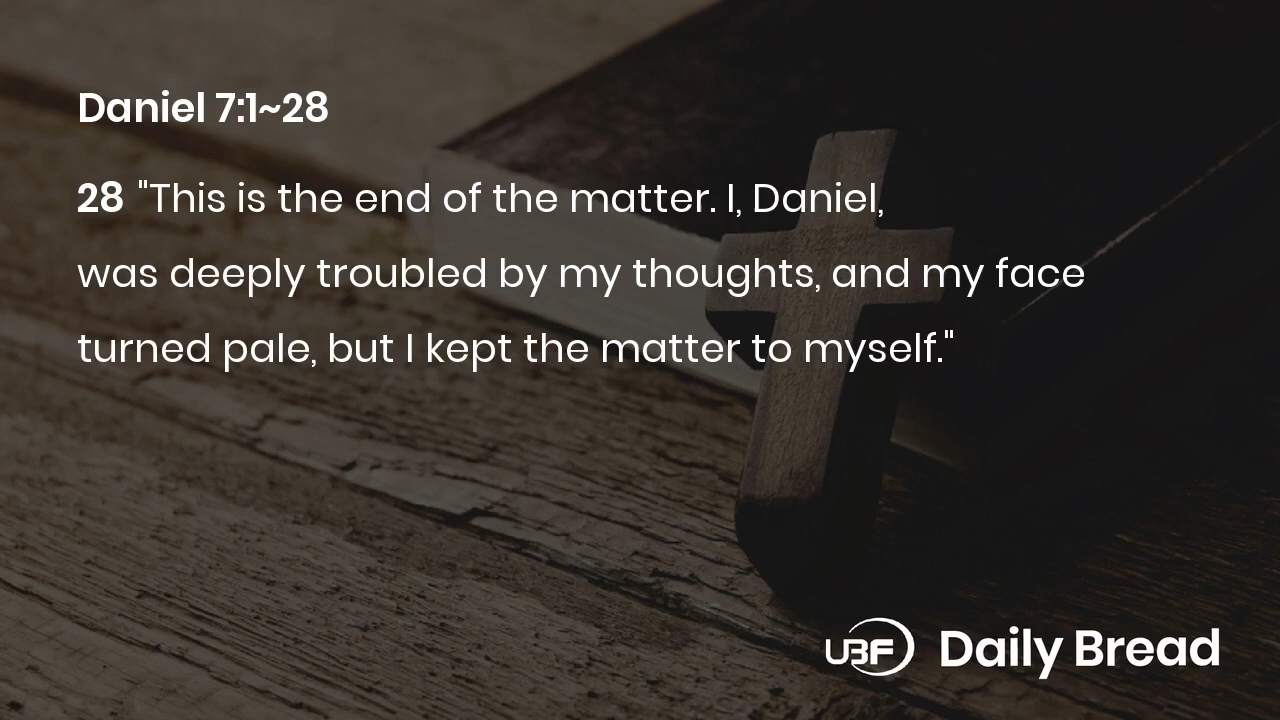 Daniel 7:1~28
28 "This is the end of the matter. I, Daniel,
was deeply troubled by my thoughts, and my face
turned pale, but I kept the matter to myself."
UBF Daily Bread